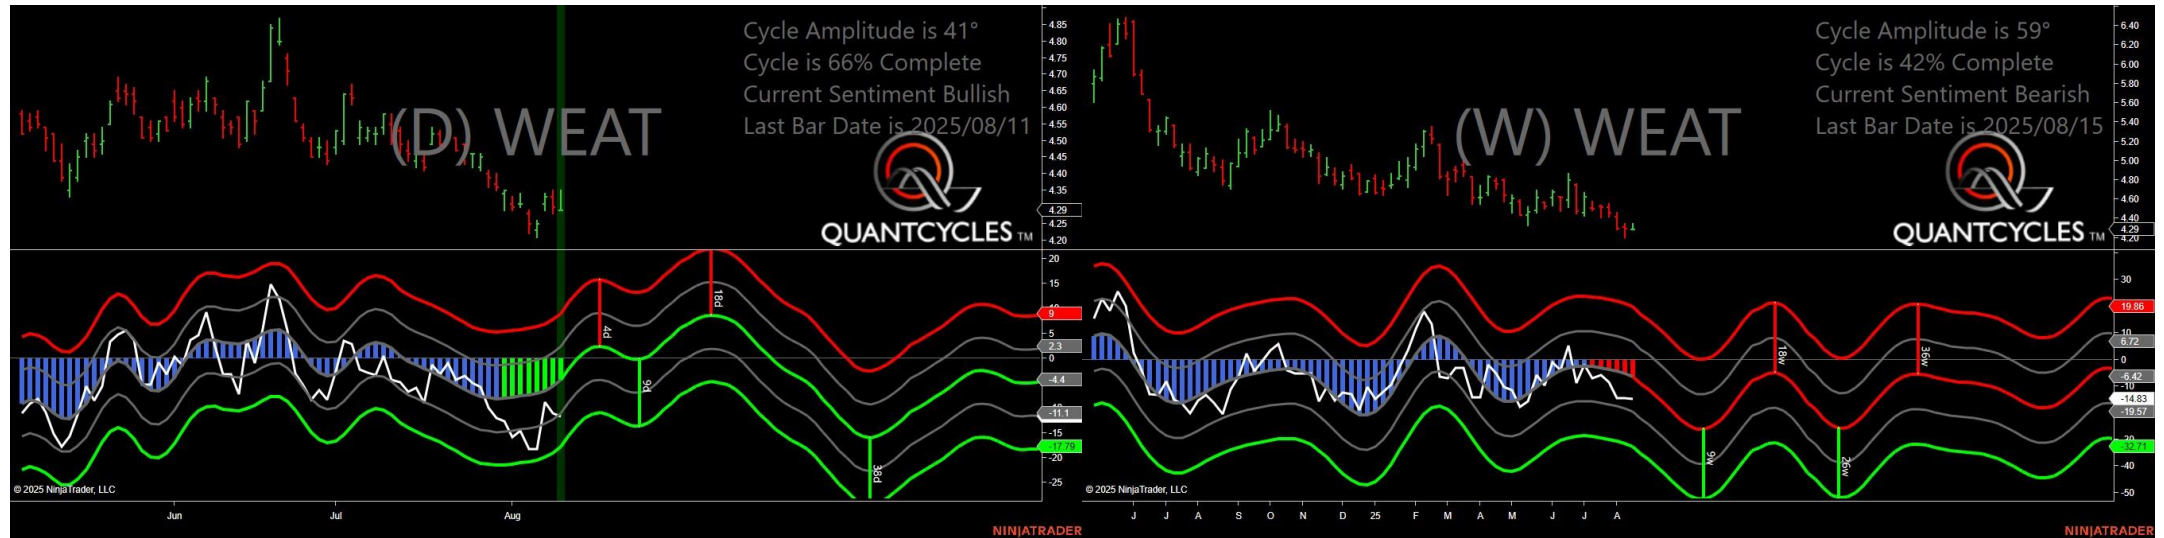 Cycle Amplitude is 41°
Cycle is 66% Complete
Current Sentiment Bullish
Last Bar Date is 2025/08/11
(D) WEAT
QUANTCYCLES TM
4.85
4.80
4.75
4.70
4.65
4.60
4.55
4.50
4.45
4.40
4.35
4.29
4.25
4.20
20
15
9
5
2.3
0
-4.4
-11.1
-15
-17.79
-20
-25
4d
9d
18d
38d
© 2025 NinjaTrader, LLC
Jun
Jul
Aug
NINJATRADER
Cycle Amplitude is 59°
Cycle is 42% Complete
Current Sentiment Bearish
Last Bar Date is 2025/08/15
(W) WEAT
QUANTCYCLES TM
6.40
6.20
6.00
5.80
5.60
5.40
5.20
5.00
4.80
4.60
4.40
4.29
4.20
30
19.86
10
6.72
0
-6.42
-10
-14.83
-19.57
-32.71
-40
-50
9w
18w
26w
36w
© 2025 NinjaTrader, LLC
J
J
A
S
O
N
D
25
F
M
A
M
J
J
A
NINJATRADER